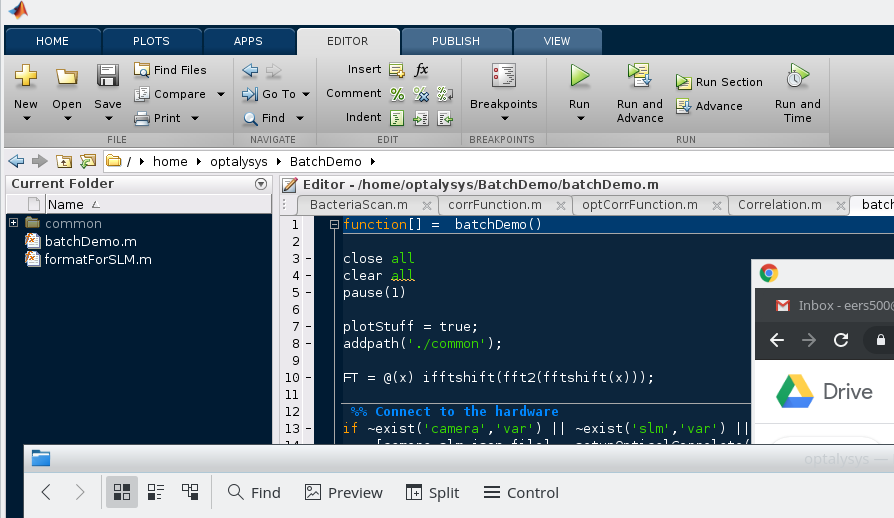 HOME PLOTS APPS EDITOR PUBLISH VIEW
New Open Save Find Files Compare Print
FILE
Go To Find
NAVIGATE
Insert fx
Comment % % %
Indent
EDIT
Breakpoints
BREAKPOINTS
Run Run and Advance Run Section Advance Run and Time
RUN
/ home optalysys BatchDemo
Current Folder
Name
common
batchDemo.m
formatForSLM.m
Editor - /home/optalysys/BatchDemo/batchDemo.m
BacteriaScan.m corrFunction.m optCorrFunction.m Correlation.m batch
1 function[] = batchDemo()
2
3 - close all
4 - clear all
5 - pause(1)
6
7 - plotStuff = true;
8 - addpath('./common');
9
10 - FT = @(x) ifftshift(fft2(fftshift(x)));
11
12 %% Connect to the hardware
13 - if ~exist('camera','var') || ~exist('slm','var') ||
Inbox - eers500@
Drive
optalysys —
Find Preview Split Control